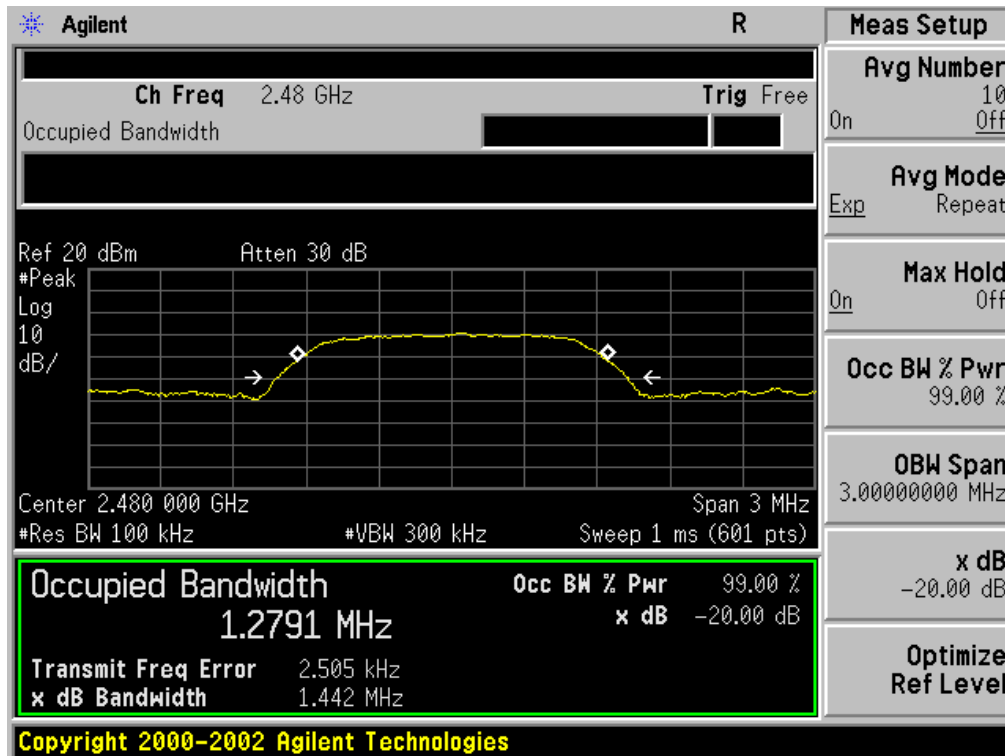 Agilent R Meas Setup
Ch Freq 2.48 GHz Trig Free
Occupied Bandwidth
Ref 20 dBm Atten 30 dB
#Peak
Log
10
dB/
Center 2.480 000 GHz Span 3 MHz
#Res BW 100 kHz #VBW 300 kHz Sweep 1 ms (601 pts)
Occupied Bandwidth
1.2791 MHz
Occ BW % Pwr 99.00 %
x dB -20.00 dB
Transmit Freq Error 2.505 kHz
x dB Bandwidth 1.442 MHz
Avg Number
10
On Off
Avg Mode
Exp Repeat
Max Hold
On Off
Occ BW % Pwr
99.00 %
OBW Span
3.00000000 MHz
x dB
-20.00 dB
Optimize
Ref Level
Copyright 2000-2002 Agilent Technologies